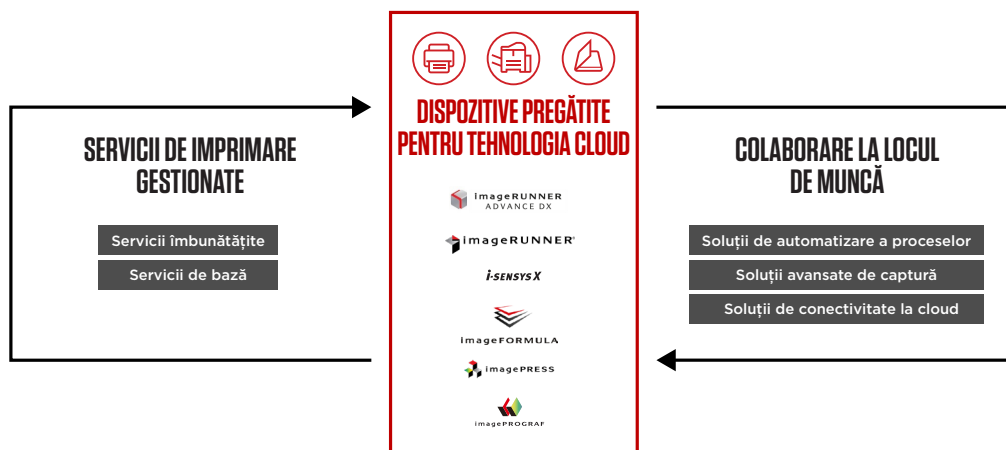 SERVICII DE IMPRIMARE
GESTIONATE
Servicii îmbunătățite
Servicii de bază
DISPOZITIVE PREGĂTITE
PENTRU TEHNOLOGIA CLOUD
imageRUNNER
ADVANCE DX
imageRUNNER®
i-SENSYS X
imageFORMULA
imagePRESS
imagePROGRAF
COLABORARE LA LOCUL
DE MUNCĂ
Soluții de automatizare a proceselor
Soluții avansate de captură
Soluții de conectivitate la cloud